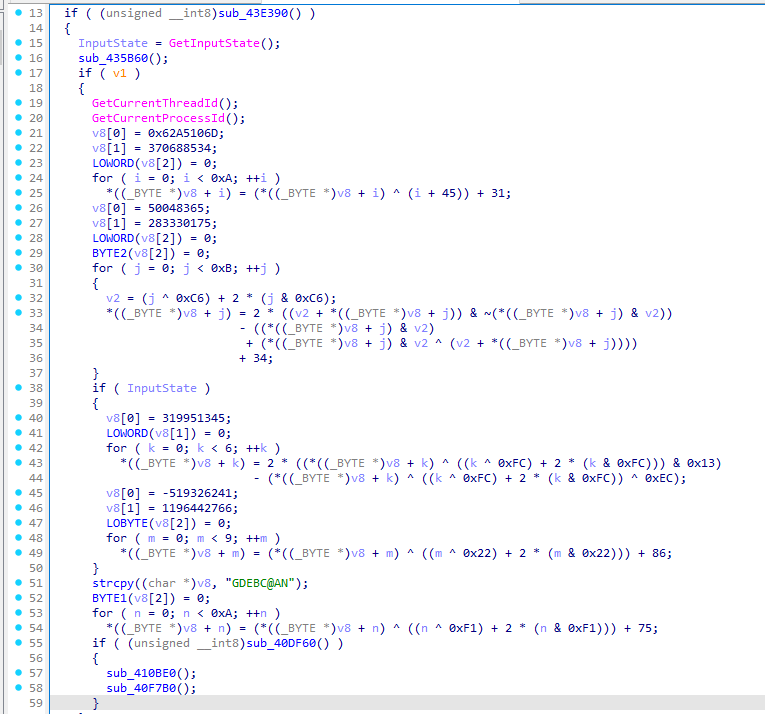 13 if ( (unsigned __int8)sub_43E390() )
14 {
15 InputState = GetInputState();
16 sub_435B60();
17 if ( v1 )
18 {
19 GetCurrentThreadId();
20 GetCurrentProcessId();
21 v8[0] = 0x62A5106D;
22 v8[1] = 370688534;
23 LOWORD(v8[2]) = 0;
24 for ( i = 0; i < 0xA; ++i )
25 *((_BYTE *)v8 + i) = (*((_BYTE *)v8 + i) ^ (i + 45)) + 31;
26 v8[0] = 50048365;
27 v8[1] = 283330175;
28 LOWORD(v8[2]) = 0;
29 BYTE2(v8[2]) = 0;
30 for ( j = 0; j < 0xB; ++j )
31 {
32 v2 = (j ^ 0xC6) + 2 * (j & 0xC6);
33 *((_BYTE *)v8 + j) = 2 * ((v2 + *((_BYTE *)v8 + j)) & ~(*((_BYTE *)v8 + j) & v2))
34 - ((*((_BYTE *)v8 + j) & v2)
35 + (*((_BYTE *)v8 + j) & v2 ^ (v2 + *((_BYTE *)v8 + j))))
36 + 34;
37 }
38 if ( InputState )
39 {
40 v8[0] = 319951345;
41 LOWORD(v8[1]) = 0;
42 for ( k = 0; k < 6; ++k )
43 *((_BYTE *)v8 + k) = 2 * ((*((_BYTE *)v8 + k) ^ ((k ^ 0xFC) + 2 * (k & 0xFC))) & 0x13)
44 - (*((_BYTE *)v8 + k) ^ ((k ^ 0xFC) + 2 * (k & 0xFC)) ^ 0xEC);
45 v8[0] = -519326241;
46 v8[1] = 1196442766;
47 LOBYTE(v8[2]) = 0;
48 for ( m = 0; m < 9; ++m )
49 *((_BYTE *)v8 + m) = (*((_BYTE *)v8 + m) ^ ((m ^ 0x22) + 2 * (m & 0x22))) + 86;
50 }
51 strcpy((char *)v8, "GDEBC@AN");
52 BYTE1(v8[2]) = 0;
53 for ( n = 0; n < 0xA; ++n )
54 *((_BYTE *)v8 + n) = (*((_BYTE *)v8 + n) ^ ((n ^ 0xF1) + 2 * (n & 0xF1))) + 75;
55 if ( (unsigned __int8)sub_40DF60() )
56 {
57 sub_410BE0();
58 sub_40F7B0();
59 }